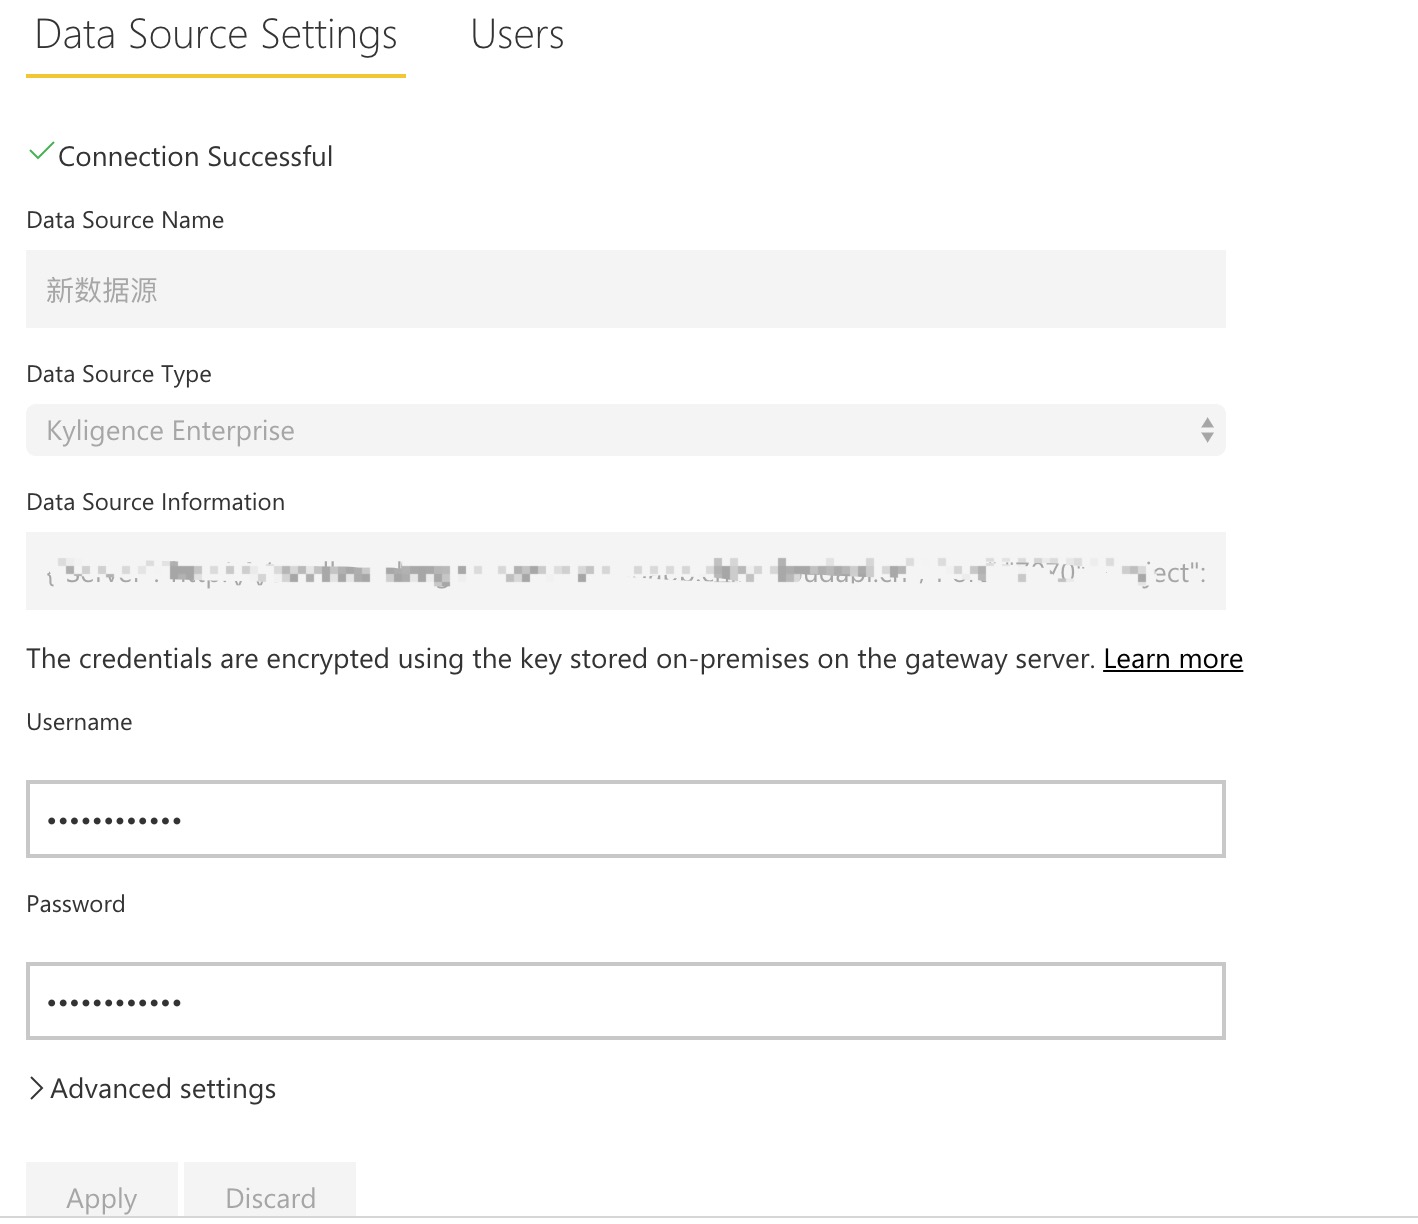 Data Source Settings Users
Connection Successful
Data Source Name
新数据源
Data Source Type
Kyligence Enterprise
Data Source Information
ject":
The credentials are encrypted using the key stored on-premises on the gateway server. Learn more
Username
••••••••••••
Password
••••••••••••
Advanced settings
Apply Discard